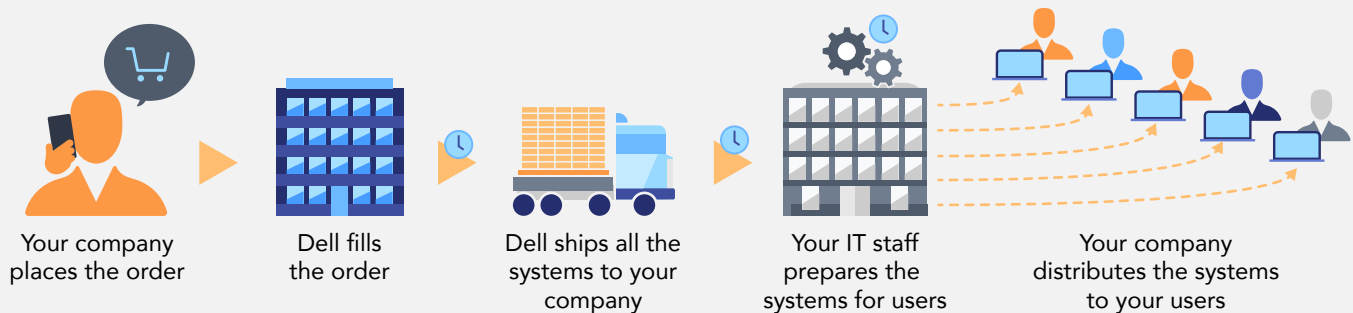 Your company
places the order
Dell fills
the order
Dell ships all the
systems to your
company
Your IT staff
prepares the
systems for users
Your company
distributes the systems
to your users